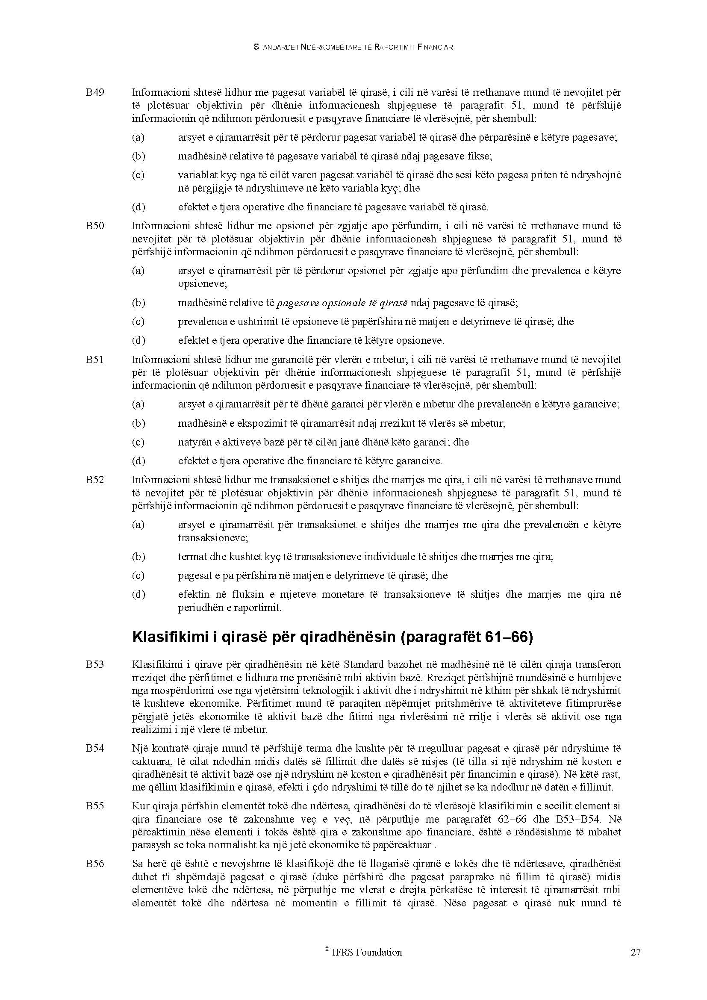 STANDARDET NDËRKOMBËTARE TË RAPORTIMIT FINANCIAR
B49 Informacioni shtesë lidhur me pagesat variabël të qirasë, i cili në varësi të rrethanave mund të nevojitet për
të plotësuar objektivin për dhënie informacionesh shpjeguese të paragrafit 51, mund të përfshijë
informacionin që ndihmon përdoruesit e pasqyrave financiare të vlerësojnë, për shembull:
(a) arsyet e qiramarrësit për të përdorur pagesat variabël të qirasë dhe përparësinë e këtyre pagesave;
(b) madhësinë relative të pagesave variabël të qirasë ndaj pagesave fikse;
(c) variablat kyç nga të cilët varen pagesat variabël të qirasë dhe sesi këto pagesa priten të ndryshojnë
në përgjigje të ndryshimeve në këto variabla kyç; dhe
(d) efektet e tjera operative dhe financiare të pagesave variabël të qirasë.
B50 Informacioni shtesë lidhur me opsionet për zgjatje apo përfundim, i cili në varësi të rrethanave mund të
nevojitet për të plotësuar objektivin për dhënie informacionesh shpjeguese të paragrafit 51, mund të
përfshijë informacionin që ndihmon përdoruesit e pasqyrave financiare të vlerësojnë, për shembull:
(a) arsyet e qiramarrësit për të përdorur opsionet për zgjatje apo përfundim dhe prevalenca e këtyre
opsioneve;
(b) madhësinë relative të pagesave opsionale të qirasë ndaj pagesave të qirasë;
(c) prevalenca e ushtrimit të opsioneve të papërfshira në matjen e detyrimeve të qirasë; dhe
(d) efektet e tjera operative dhe financiare të këtyre opsioneve.
B51 Informacioni shtesë lidhur me garancitë për vlerën e mbetur, i cili në varësi të rrethanave mund të nevojitet
për të plotësuar objektivin për dhënie informacionesh shpjeguese të paragrafit 51, mund të përfshijë
informacionin që ndihmon përdoruesit e pasqyrave financiare të vlerësojnë, për shembull:
(a) arsyet e qiramarrësit për të dhënë garanci për vlerën e mbetur dhe prevalencën e këtyre garancive;
(b) madhësinë e ekspozimit të qiramarrësit ndaj rrezikut të vlerës së mbetur;
(c) natyrën e aktiveve bazë për të cilën janë dhënë këto garanci; dhe
(d) efektet e tjera operative dhe financiare të këtyre garancive.
B52 Informacioni shtesë lidhur me transaksionet e shitjes dhe marrjes me qira, i cili në varësi të rrethanave mund
të nevojitet për të plotësuar objektivin për dhënie informacionesh shpjeguese të paragrafit 51, mund të
përfshijë informacionin që ndihmon përdoruesit e pasqyrave financiare të vlerësojnë, për shembull:
(a) arsyet e qiramarrësit për transaksionet e shitjes dhe marrjes me qira dhe prevalencën e këtyre
transaksioneve;
(b) termat dhe kushtet kyç të transaksioneve individuale të shitjes dhe marrjes me qira;
(c) pagesat e pa përfshira në matjen e detyrimeve të qirasë; dhe
(d) efektin në fluksin e mjeteve monetare të transaksioneve të shitjes dhe marrjes me qira në
periudhën e raportimit.
Klasifikimi i qirasë për qiradhënësin (paragrafët 61–66)
B53 Klasifikimi i qirave për qiradhënësin në këtë Standard bazohet në madhësinë në të cilën qiraja transferon
rreziqet dhe përfitimet e lidhura me pronësinë mbi aktivin bazë. Rreziqet përfshijnë mundësinë e humbjeve
nga mospërdorimi ose nga vjetërsimi teknologjik i aktivit dhe i ndryshimit në kthim për shkak të ndryshimit
të kushteve ekonomike. Përfitimet mund të paraqiten nëpërmjet pritshmërive të aktiviteteve fitimprurëse
përgjatë jetës ekonomike të aktivit bazë dhe fitimi nga rivlerësimi në rritje i vlerës së aktivit ose nga
realizimi i një vlere të mbetur.
B54 Një kontratë qiraje mund të përfshijë terma dhe kushte për të rregulluar pagesat e qirasë për ndryshime të
caktuara, të cilat ndodhin midis datës së fillimit dhe datës së nisjes (të tilla si një ndryshim në koston e
qiradhënësit të aktivit bazë ose një ndryshim në koston e qiradhënësit për financimin e qirasë). Në këtë rast,
me qëllim klasifikimin e qirasë, efekti i çdo ndryshimi të tillë do të njihet se ka ndodhur në datën e fillimit.
B55 Kur qiraja përfshin elementët tokë dhe ndërtesa, qiradhënësi do të vlerësojë klasifikimin e secilit element si
qira financiare ose të zakonshme veç e veç, në përputhje me paragrafët 62–66 dhe B53–B54. Në
përcaktimin nëse elementi i tokës është qira e zakonshme apo financiare, është e rëndësishme të mbahet
parasysh se toka normalisht ka një jetë ekonomike të papërcaktuar .
B56 Sa herë që është e nevojshme të klasifikojë dhe të llogarisë qiranë e tokës dhe të ndërtesave, qiradhënësi
duhet t'i shpërndajë pagesat e qirasë (duke përfshirë dhe pagesat paraprake në fillim të qirasë) midis
elementëve tokë dhe ndërtesa, në përputhje me vlerat e drejta përkatëse të interesit të qiramarrësit mbi
elementët tokë dhe ndërtesa në momentin e fillimit të qirasë. Nëse pagesat e qirasë nuk mund të
© IFRS Foundation 27